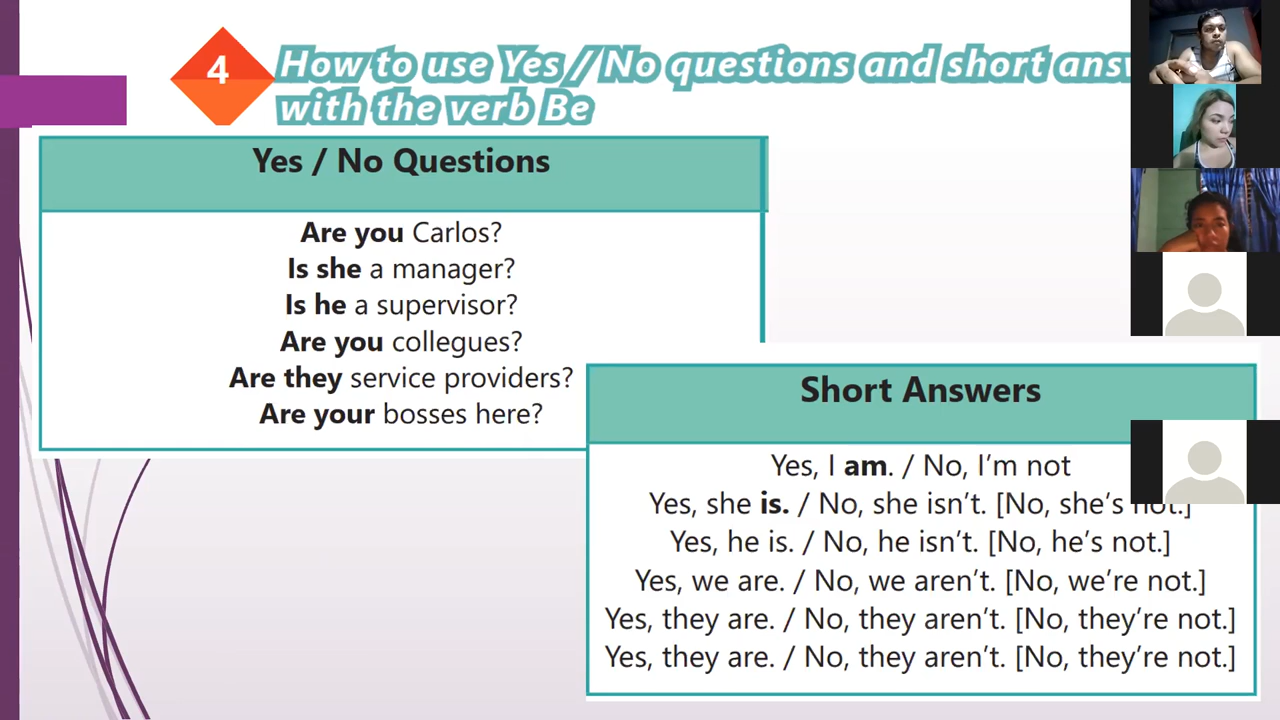 4
How to use Yes / No questions and short
with the verb Be
Yes / No Questions
Are you Carlos?
Is she a manager?
Is he a supervisor?
Are you collegues?
Are they service providers?
Are your bosses here?
Short Answers
Yes, I am. / No, I'm not
Yes, she is. / No, she isn't. [No, she's not.]
Yes, he is. / No, he isn't. [No, he's not.]
Yes, we are. / No, we aren't. [No, we're not.]
Yes, they are. / No, they aren't. [No, they're not.]
Yes, they are. / No, they aren't. [No, they're not.]